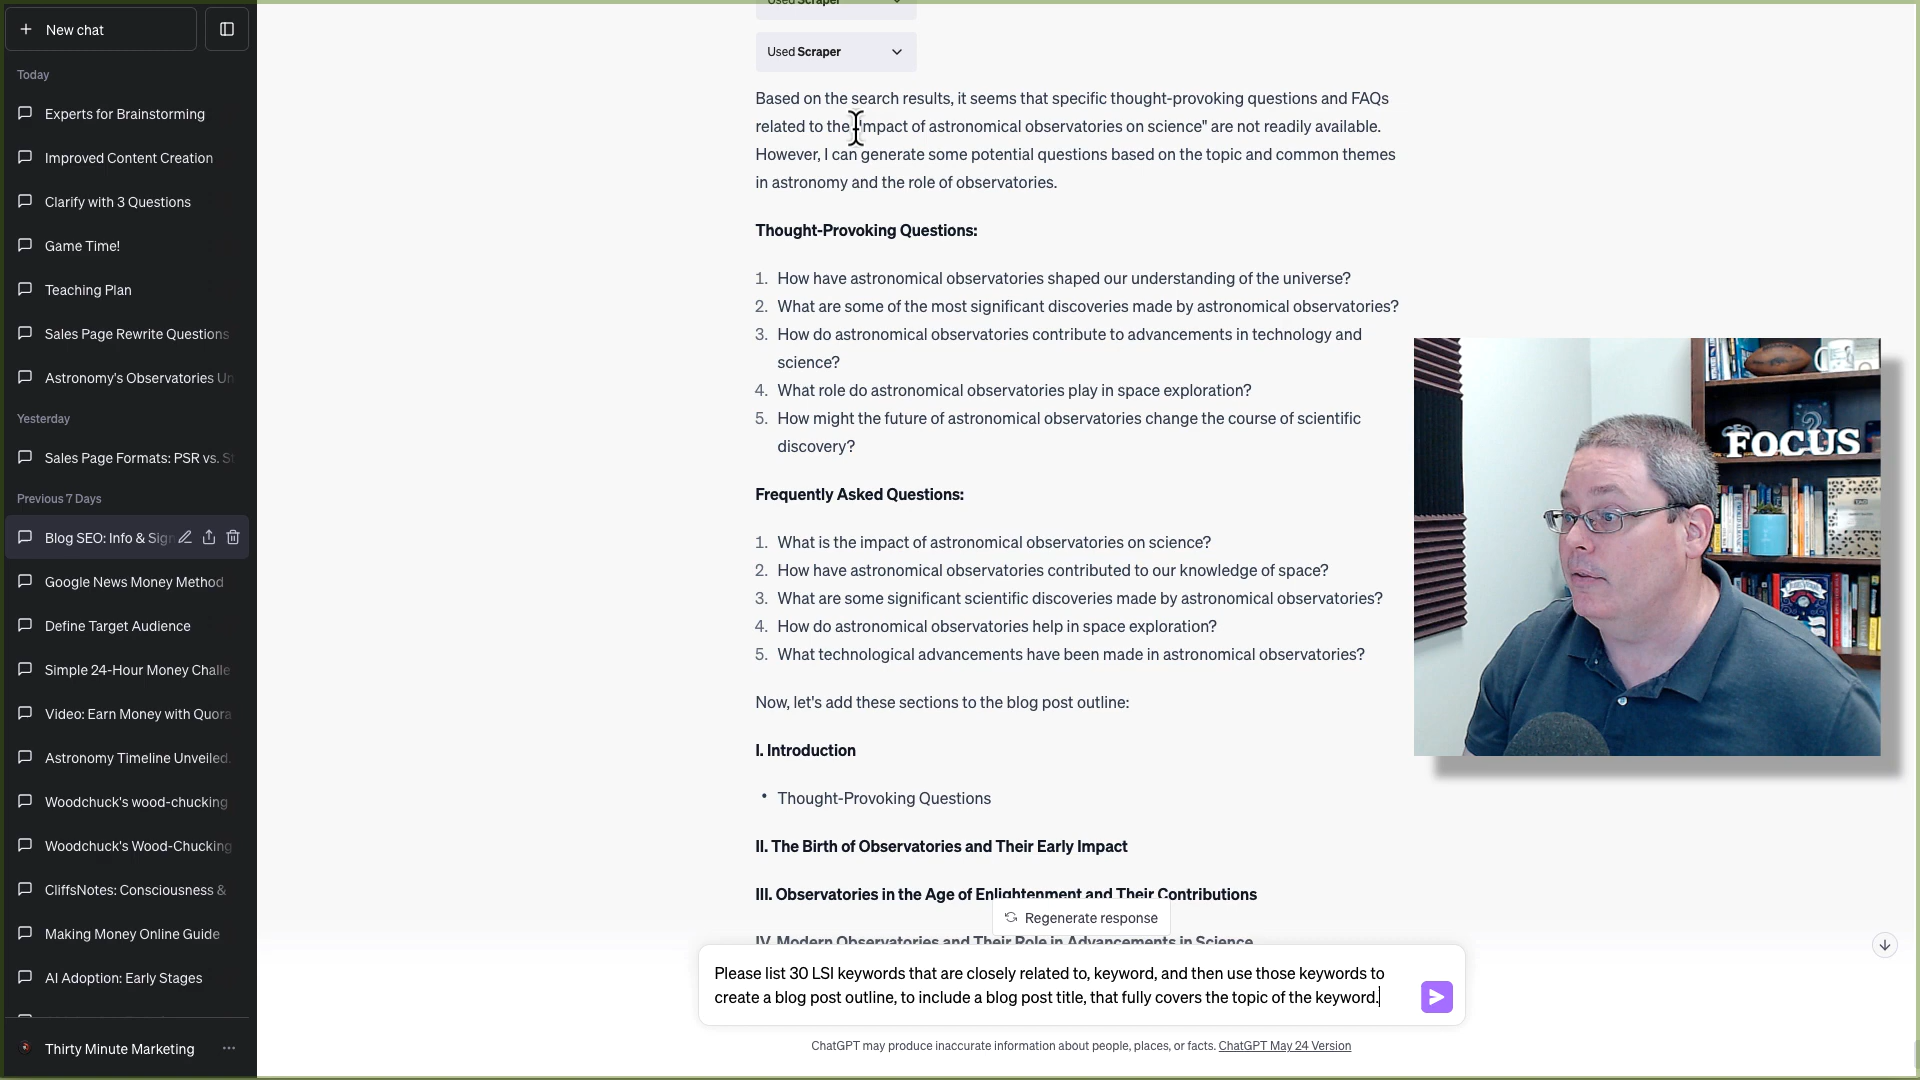 New chat
Today
Experts for Brainstorming
Improved Content Creation
Clarify with 3 Questions
Game Time!
Teaching Plan
Sales Page Rewrite Questions
Astronomy's Observatories Un
Yesterday
Sales Page Formats: PSR vs. St
Previous 7 Days
Blog SEO: Info & Sign
Google News Money Method
Define Target Audience
Simple 24-Hour Money Challe
Video: Earn Money with Quora
Astronomy Timeline Unveiled.
Woodchuck's wood-chucking
Woodchuck's Wood-Chucking
CliffsNotes: Consciousness &
Making Money Online Guide
AI Adoption: Early Stages
Thirty Minute Marketing
Used Scraper
Used Scraper
Based on the search results, it seems that specific thought-provoking questions and FAQs
related to the "impact of astronomical observatories on science" are not readily available.
However, I can generate some potential questions based on the topic and common themes
in astronomy and the role of observatories.
Thought-Provoking Questions:
1. How have astronomical observatories shaped our understanding of the universe?
2. What are some of the most significant discoveries made by astronomical observatories?
3. How do astronomical observatories contribute to advancements in technology and
science?
4. What role do astronomical observatories play in space exploration?
5. How might the future of astronomical observatories change the course of scientific
discovery?
Frequently Asked Questions:
1. What is the impact of astronomical observatories on science?
2. How have astronomical observatories contributed to our knowledge of space?
3. What are some significant scientific discoveries made by astronomical observatories?
4. How do astronomical observatories help in space exploration?
5. What technological advancements have been made in astronomical observatories?
Now, let's add these sections to the blog post outline:
I. Introduction
• Thought-Provoking Questions
II. The Birth of Observatories and Their Early Impact
III. Observatories in the Age of Enlightenment and Their Contributions
IV. Modern Observatories and Their Role in Advancements in Science
Regenerate response
Please list 30 LSI keywords that are closely related to, keyword, and then use those keywords to
create a blog post outline, to include a blog post title, that fully covers the topic of the keyword.
ChatGPT may produce inaccurate information about people, places, or facts. ChatGPT May 24 Version
FOCUS